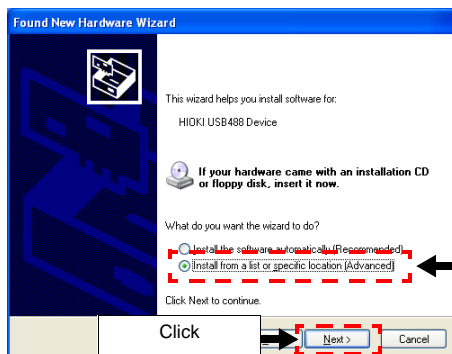 Found New Hardware Wizard
This wizard helps you install software for:
HIOKI USB488 Device
If your hardware came with an installation CD
or floppy disk, insert it now.
What do you want the wizard to do?
Install the software automatically (Recommended)
Install from a list or specific location (Advanced)
Click Next to continue.
Click
Next >
Cancel